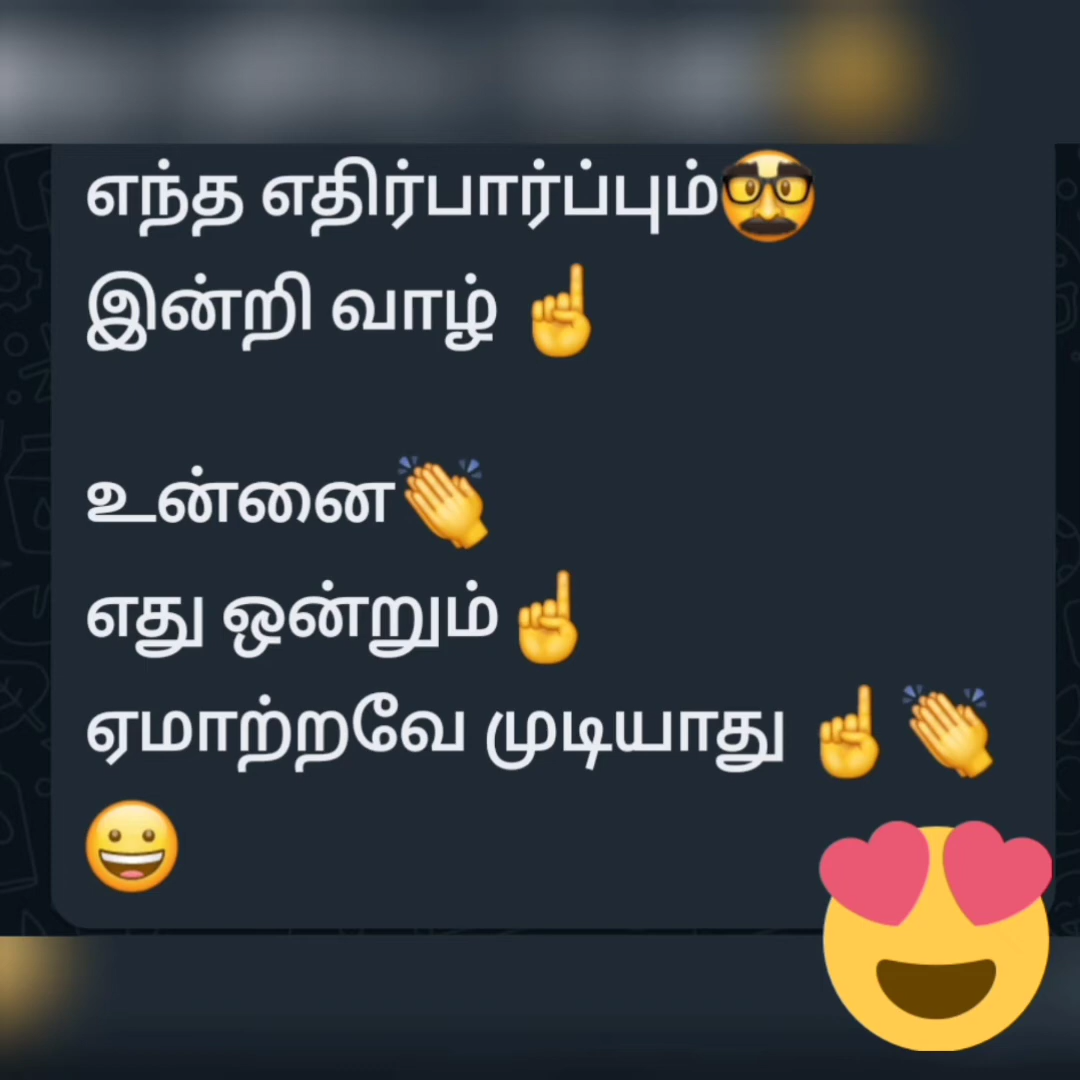 எந்த எதிர்பார்ப்பும்🥸
இன்றி வாழ் ☝
உன்னை👏
எது ஒன்றும்☝
ஏமாற்றவே முடியாது ☝👏
😀